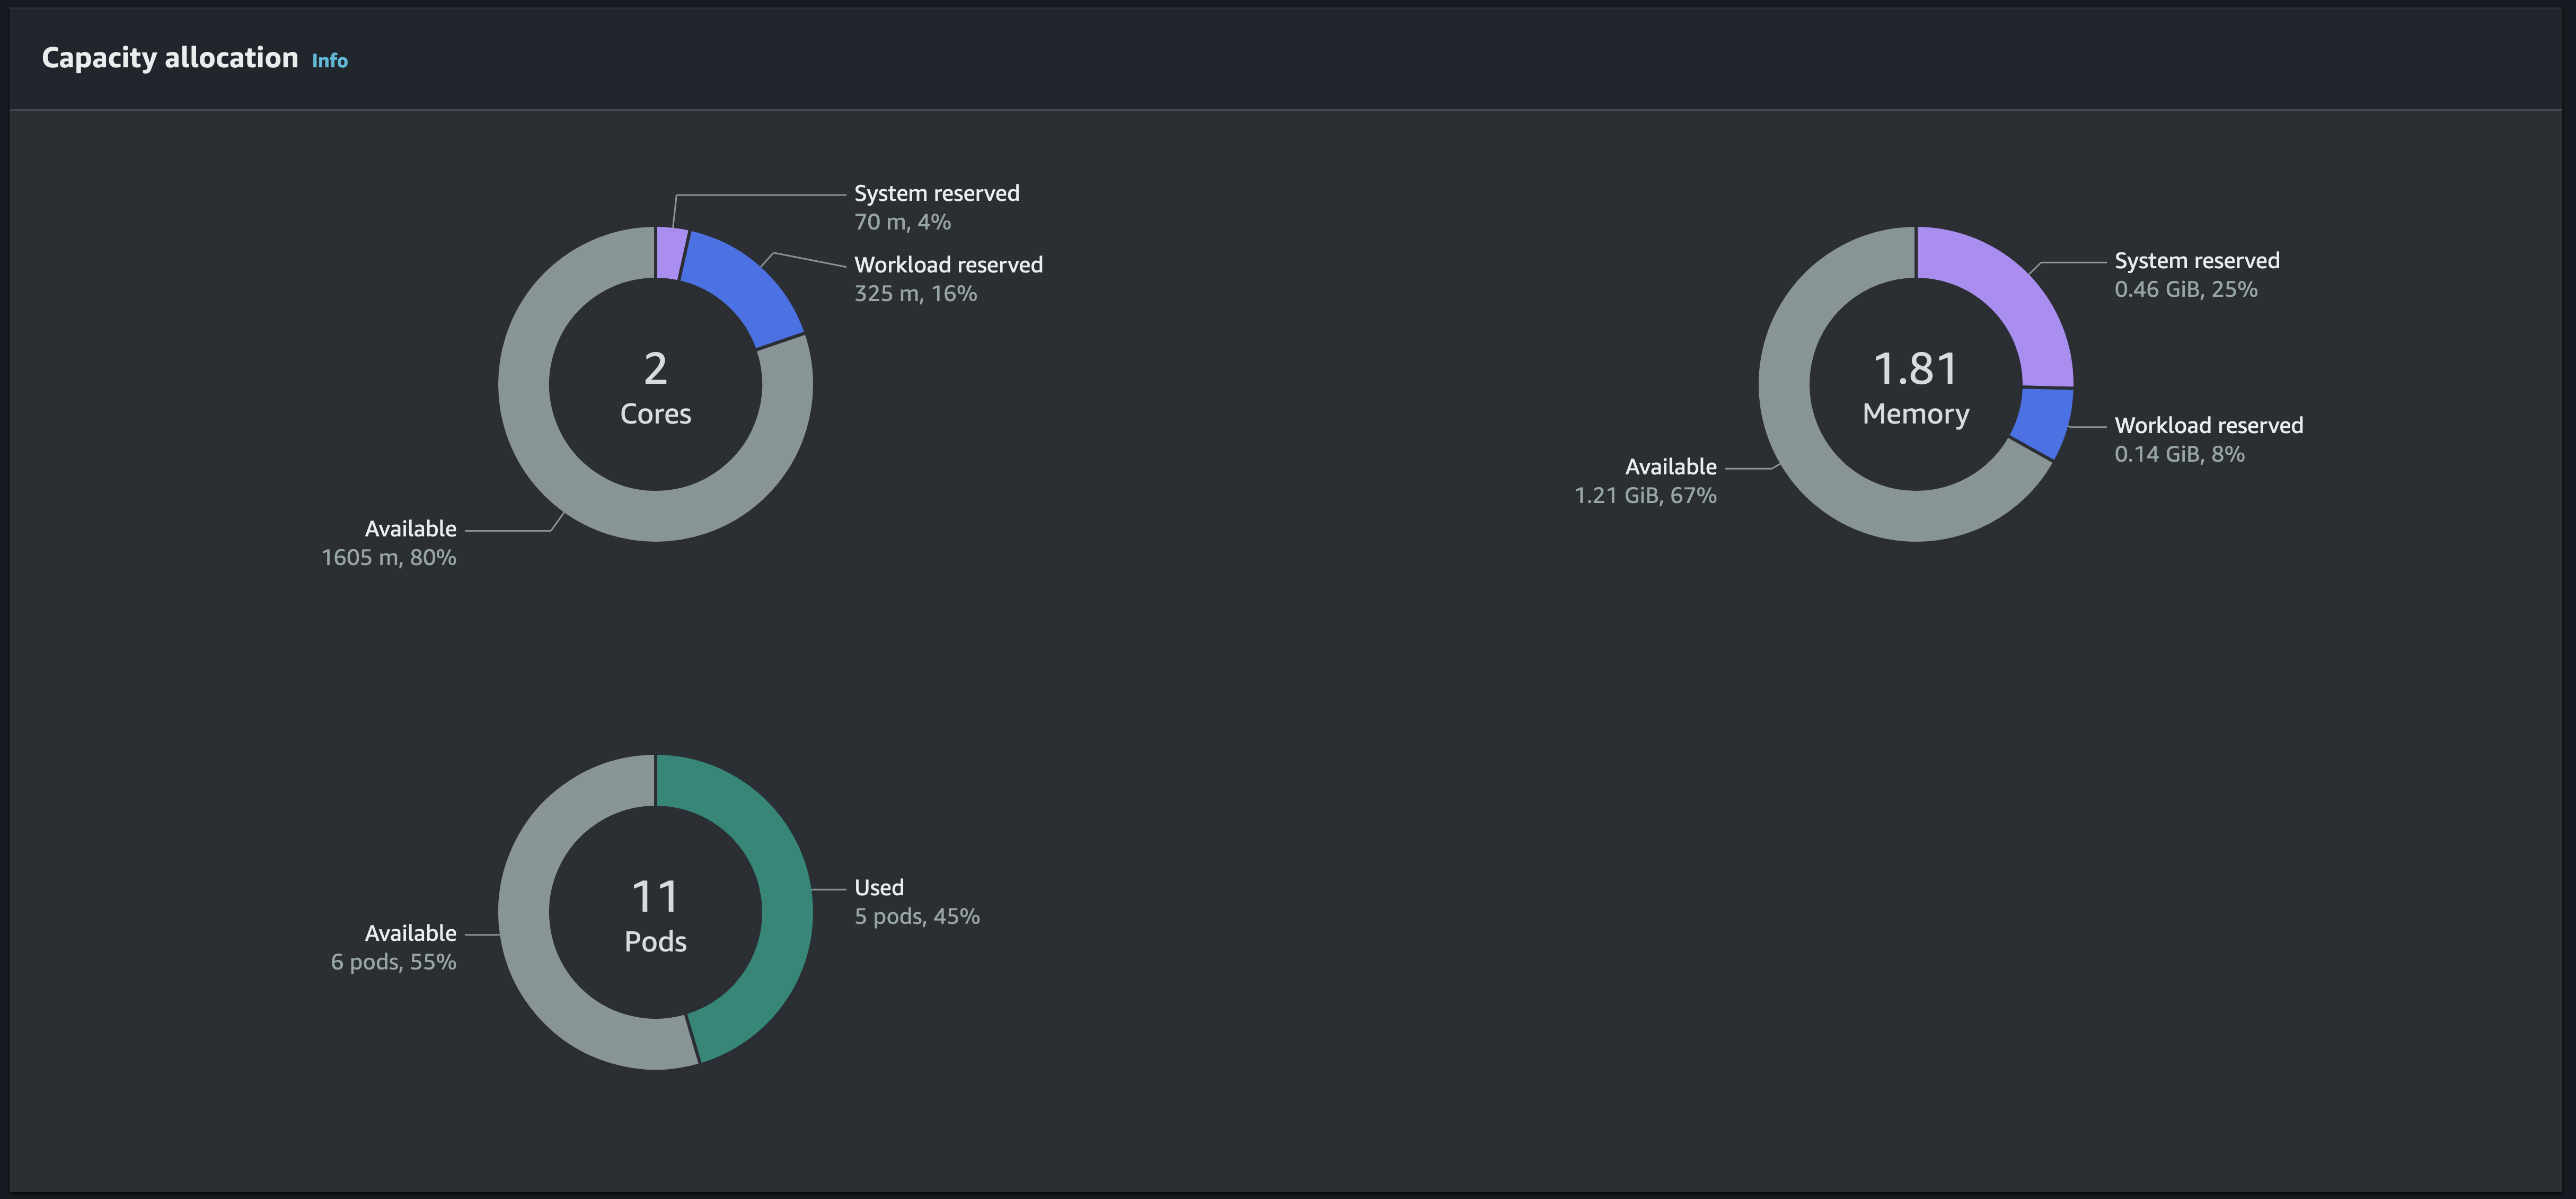 Capacity allocation Info
System reserved
70 m, 4%
Workload reserved
325 m, 16%
2
Cores
Available
1605 m, 80%
System reserved
0.46 GiB, 25%
1.81
Memory
Workload reserved
0.14 GiB, 8%
Available
1.21 GiB, 67%
Used
5 pods, 45%
11
Pods
Available
6 pods, 55%